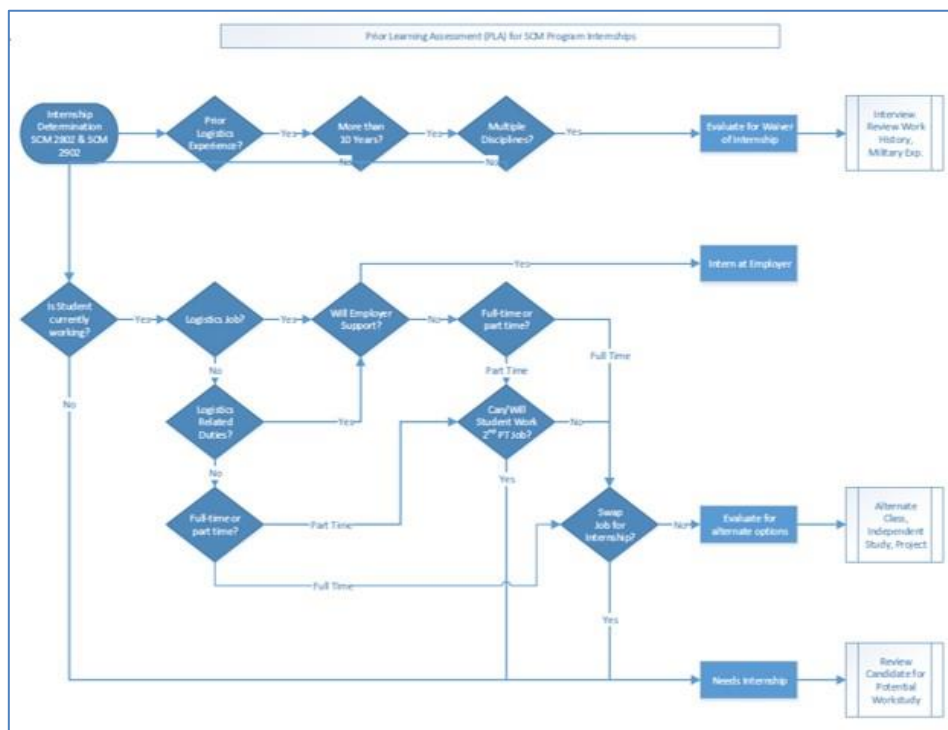 Prior Learning Assessment (PLA) for SCM Program Internships
Internship
Determination
SCM 2802 & SCM
2902
Prior
Logistics
Experience?
Yes
More than
10 Years?
Yes
Multiple
Disciplines?
Yes
Evaluate for Waiver
of Internship
Interview
Review Work
History,
Military Exp.
No
No
Yes
Intern at Employer
Is Student
currently
working?
Yes
Logistics Job?
Yes
Will Employer
Support?
No
Full-time or
part time?
Full Time
No
Part Time
No
Logistics
Related
Duties?
Yes
Can/Will
Student Work
2nd PT Job?
No
No
Yes
Full-time or
part time?
Part Time
Swap
Job for
Internship?
No
Evaluate for
alternate options
Alternate
Class,
Independent
Study, Project
Full Time
Yes
Needs Internship
Review
Candidate for
Potential
Workstudy